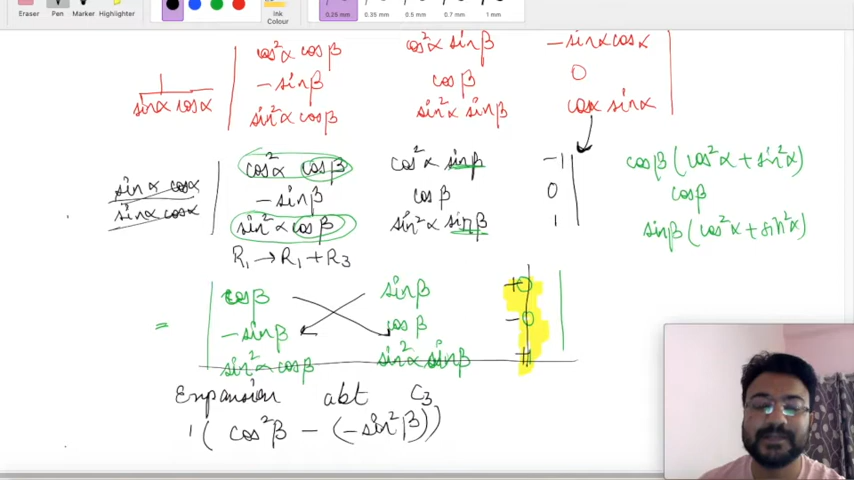 Eraser Pen Marker Highlighter Ink Colour 0.25 mm 0.35 mm 0.5 mm 0.7 mm 1 mm
cos²α cosβ cos²α sinβ -sinα cosα
1/(sinα cosα) -sinβ cosβ 0
sin²α cosβ sin²α sinβ cosα sinα
cos²α cosβ cos²α sinβ -1 cosβ(cos²α + sin²α)
sinα cosα/sinα cosα -sinβ cosβ 0 cosβ
sin²α cosβ sin²α sinβ 1 sinβ(cos²α + sin²α)
R₁ → R₁ + R₃
cosβ sinβ +0
= -sinβ cosβ -0
sin²α cosβ sin²α sinβ
Expansion abt C₃
1(cos²β - (-sin²β))